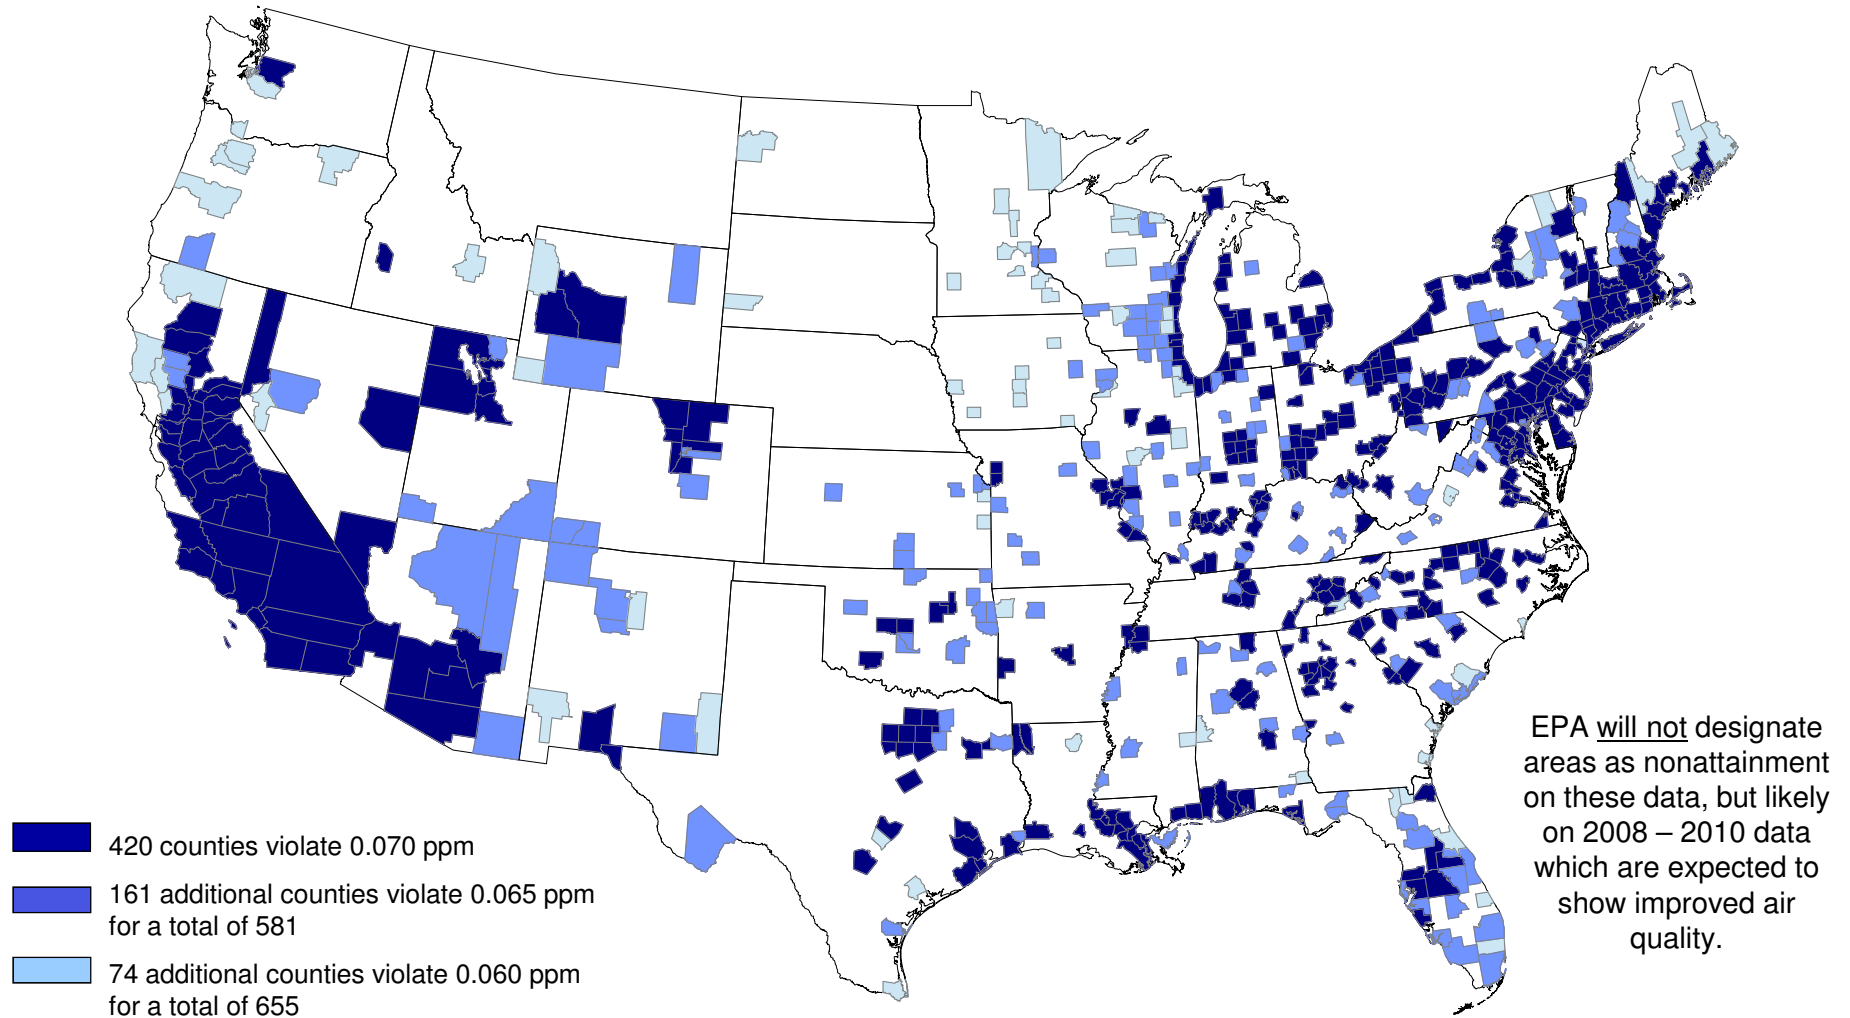 EPA will not designate
areas as nonattainment
on these data, but likely
on 2008 – 2010 data
which are expected to
show improved air
quality.
420 counties violate 0.070 ppm
161 additional counties violate 0.065 ppm
for a total of 581
74 additional counties violate 0.060 ppm
for a total of 655